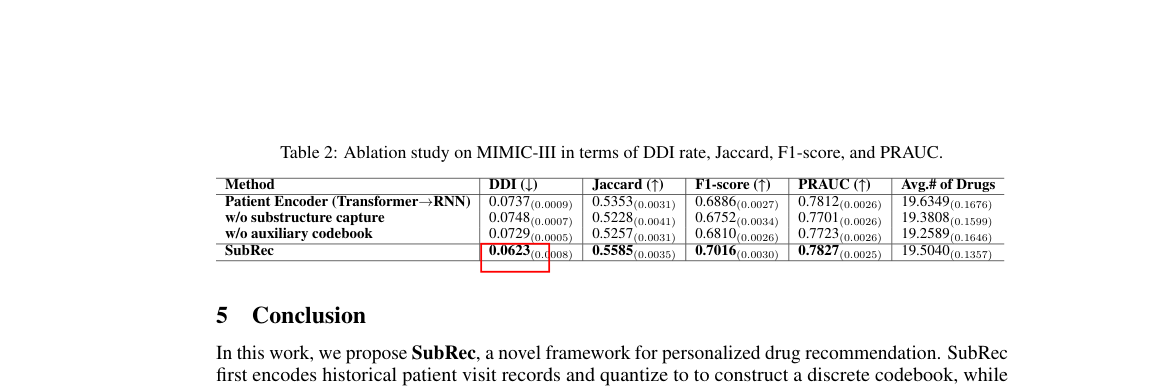 Table 2: Ablation study on MIMIC-III in terms of DDI rate, Jaccard, F1-score, and PRAUC.
Method DDI (↓) Jaccard (↑) F1-score (↑) PRAUC (↑) Avg.# of Drugs
Patient Encoder (Transformer→RNN) 0.0737(0.0009) 0.5353(0.0031) 0.6886(0.0027) 0.7812(0.0026) 19.6349(0.1676)
w/o substructure capture 0.0748(0.0007) 0.5228(0.0041) 0.6752(0.0034) 0.7701(0.0026) 19.3808(0.1599)
w/o auxiliary codebook 0.0729(0.0005) 0.5257(0.0031) 0.6810(0.0026) 0.7723(0.0026) 19.2589(0.1646)
SubRec 0.0623(0.0008) 0.5585(0.0035) 0.7016(0.0030) 0.7827(0.0025) 19.5040(0.1357)
5 Conclusion
In this work, we propose SubRec, a novel framework for personalized drug recommendation. SubRec
first encodes historical patient visit records and quantize to to construct a discrete codebook, while